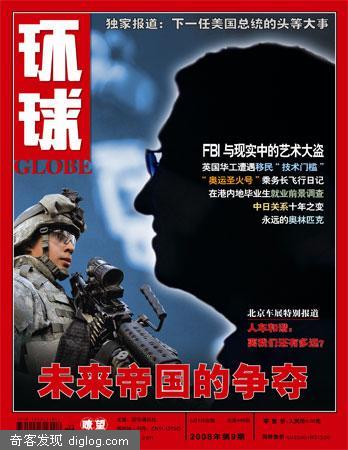 独家报道：下一任美国总统的头等大事
环球
GLOBE
FBI 与现实中的艺术大盗
英国华工遭遇移民“技术门槛”
“奥运圣火号”乘务长飞行日记
在港内地毕业生就业前景调查
中日关系十年之变
永远的奥林匹克
北京车展特别报道
人车和谐：
离我们还有多远？
未来帝国的争夺
瞭望
2008年第9期
奇客发现 diglog.com